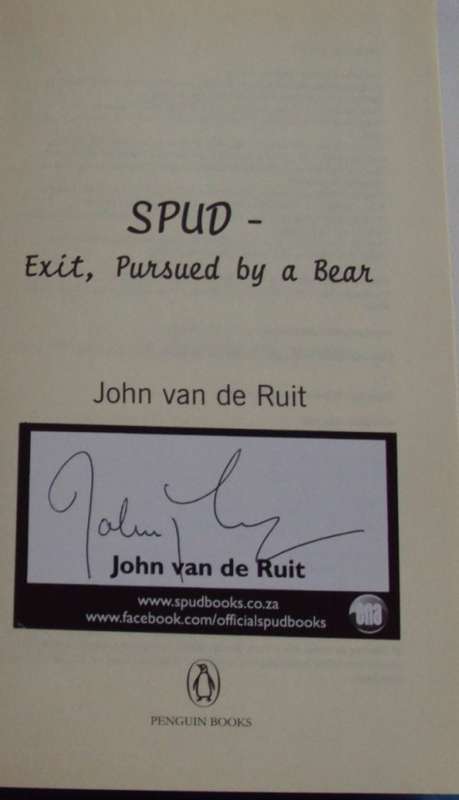 SPUD -
Exit, Pursued by a Bear
John van de Ruit
John van de Ruit
www.spudbooks.co.za
www.facebook.com/officialspudbooks
cna
PENGUIN BOOKS